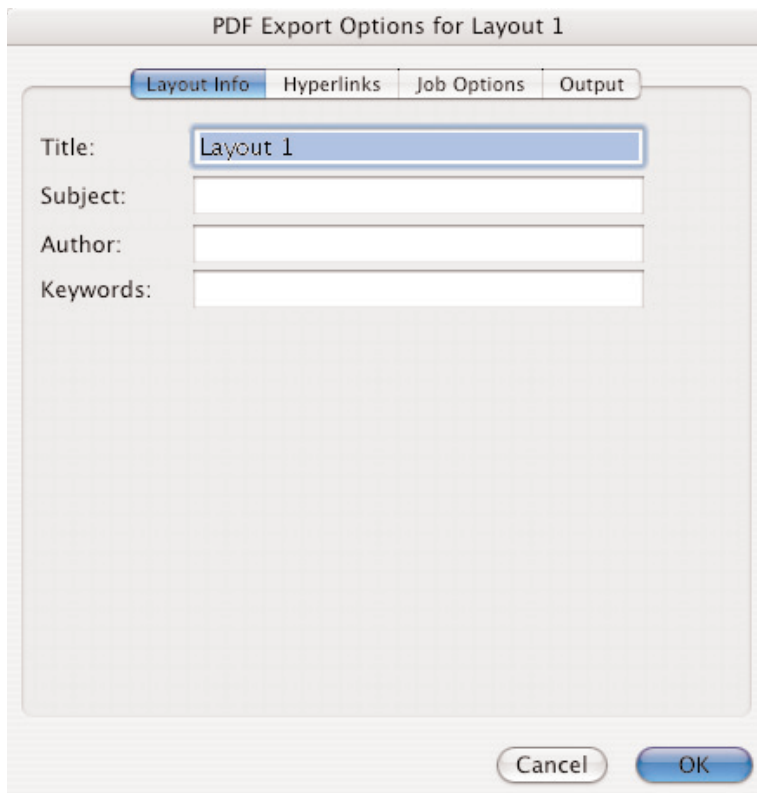 PDF Export Options for Layout 1
Layout Info Hyperlinks Job Options Output
Title: Layout 1
Subject:
Author:
Keywords:
Cancel OK